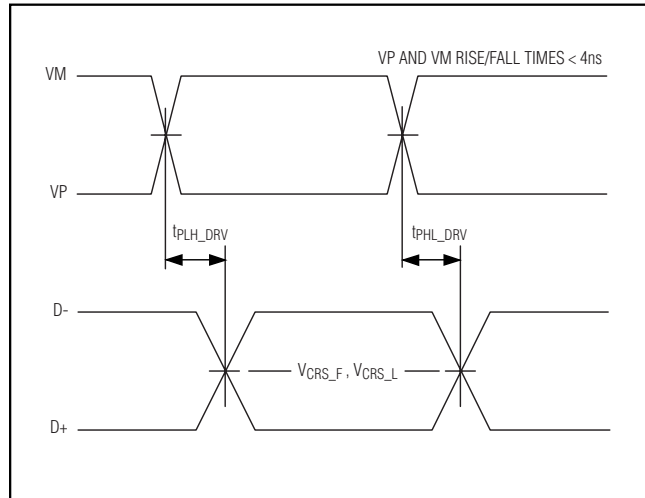 VM
VP AND VM RISE/FALL TIMES < 4ns
VP
tPLH_DRV
tPHL_DRV
D-
VCRS_F , VCRS_L
D+